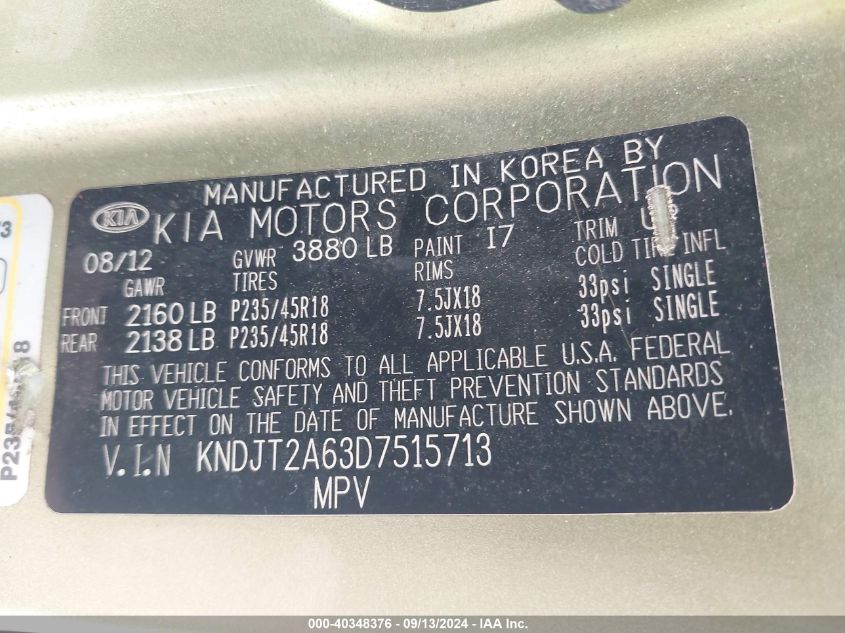 MANUFACTURED IN KOREA BY
KIA KIA MOTORS CORPORATION
08/12 GVWR 3880 LB PAINT I7 TRIM
GAWR TIRES RIMS COLD TIRE INFL
FRONT 2160 LB P235/45R18 7.5JX18 33psi SINGLE
REAR 2138 LB P235/45R18 7.5JX18 33psi SINGLE
THIS VEHICLE CONFORMS TO ALL APPLICABLE U.S.A. FEDERAL
MOTOR VEHICLE SAFETY AND THEFT PREVENTION STANDARDS
IN EFFECT ON THE DATE OF MANUFACTURE SHOWN ABOVE.
V.I.N KNDJT2A63D7515713
MPV
000-40348376 - 09/13/2024 - IAA Inc.